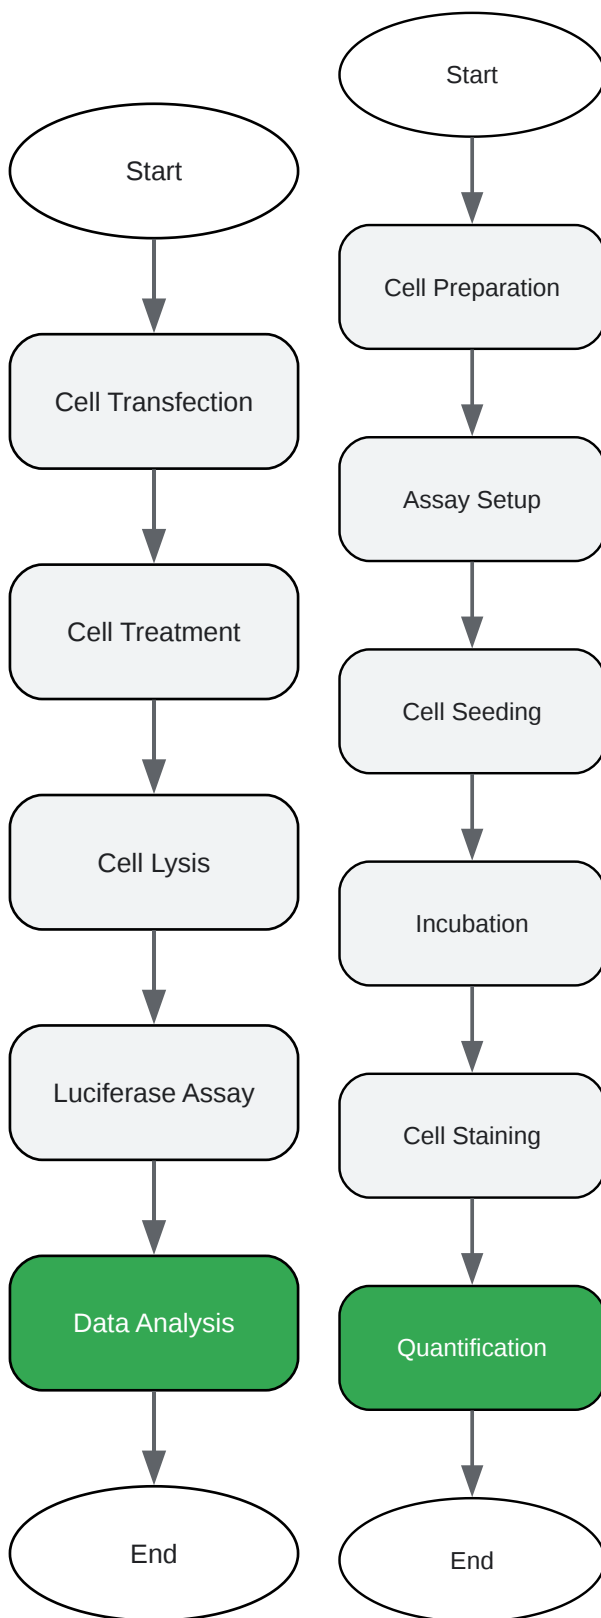 Start
Cell Transfection
Cell Treatment
Cell Lysis
Luciferase Assay
Data Analysis
End
Start
Cell Preparation
Assay Setup
Cell Seeding
Incubation
Cell Staining
Quantification
End